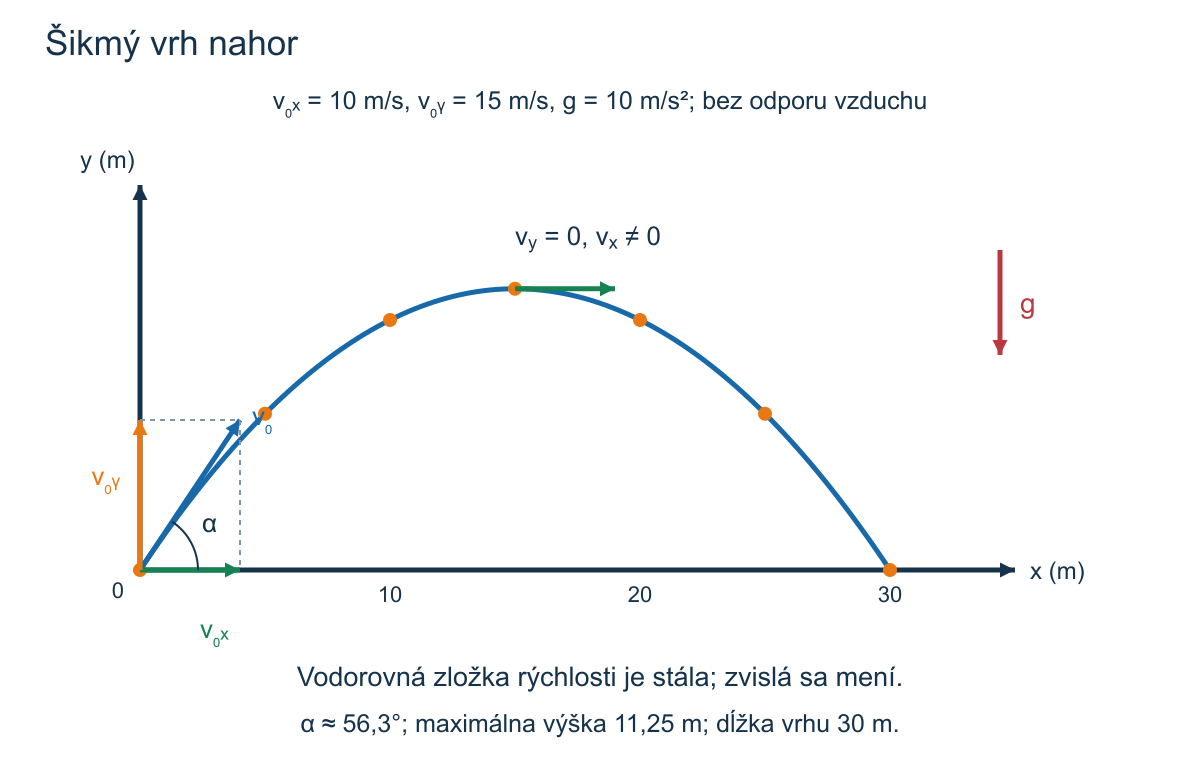 Šikmý vrh nahor
v₀x = 10 m/s, v₀γ = 15 m/s, g = 10 m/s²; bez odporu vzduchu
y (m)
vy = 0, vx ≠ 0
g
v₀
v₀γ
α
0
10
20
30
x (m)
v₀x
Vodorovná zložka rýchlosti je stála; zvislá sa mení.
α ≈ 56,3°; maximálna výška 11,25 m; dĺžka vrhu 30 m.